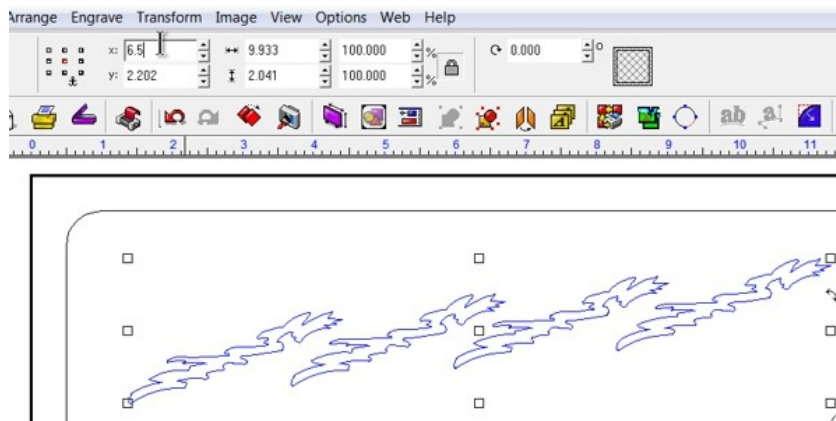 Arrange Engrave Transform Image View Options Web Help
x: 6.5 9.933 100.000 % 0.000 °
y: 2.202 2.041 100.000 %
A ab a
0 1 2 3 4 5 6 7 8 9 10 11